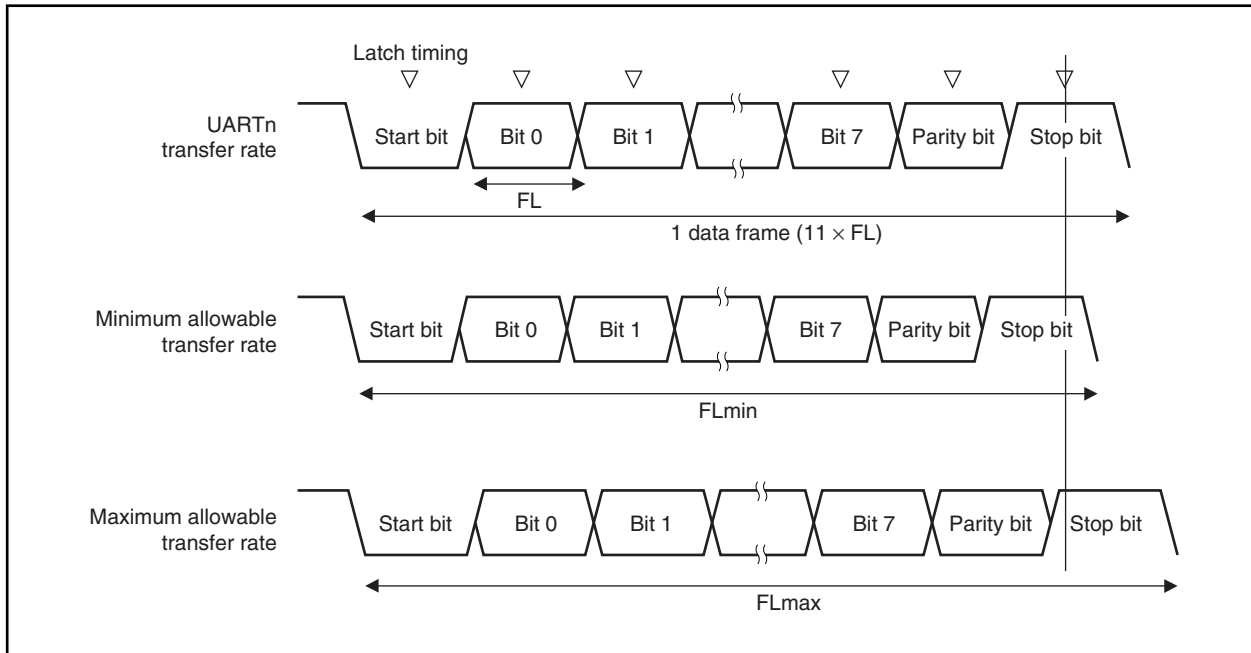 Latch timing
UARTn
transfer rate
Start bit
Bit 0
Bit 1
Bit 7
Parity bit
Stop bit
FL
1 data frame (11 × FL)
Minimum allowable
transfer rate
Start bit
Bit 0
Bit 1
Bit 7
Parity bit
Stop bit
FLmin
Maximum allowable
transfer rate
Start bit
Bit 0
Bit 1
Bit 7
Parity bit
Stop bit
FLmax